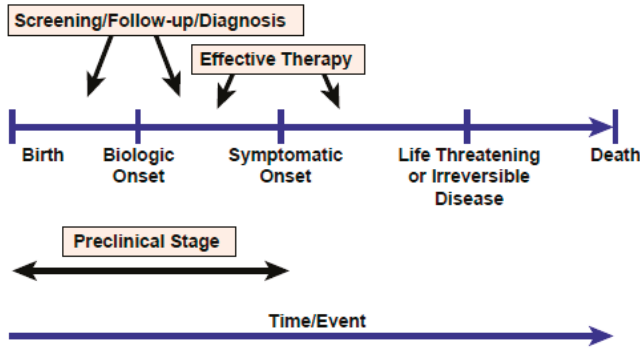 Screening/Follow-up/Diagnosis
Effective Therapy
Birth
Biologic
Onset
Symptomatic
Onset
Life Threatening
or Irreversible
Disease
Death
Preclinical Stage
Time/Event